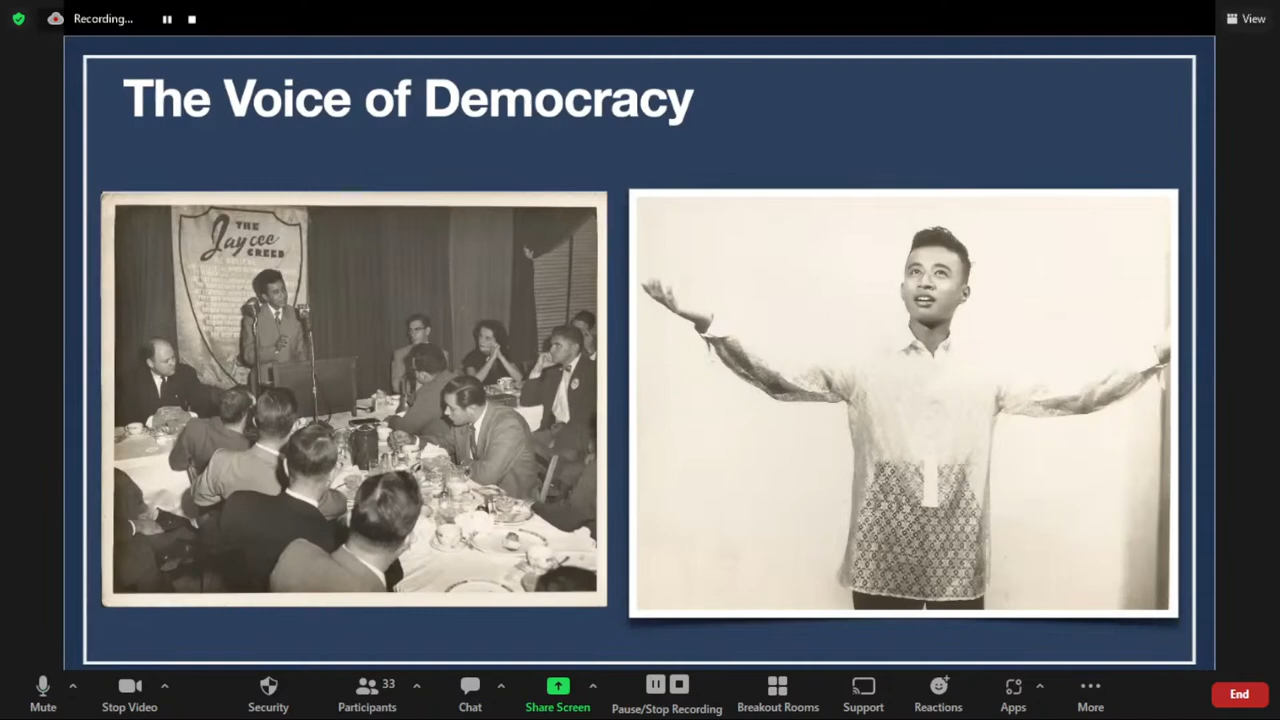 Recording...
View
The Voice of Democracy
THE
Jaycee
CREED
Mute
Stop Video
Security
33
Participants
Chat
Share Screen
Pause/Stop Recording
Breakout Rooms
Support
Reactions
Apps
More
End